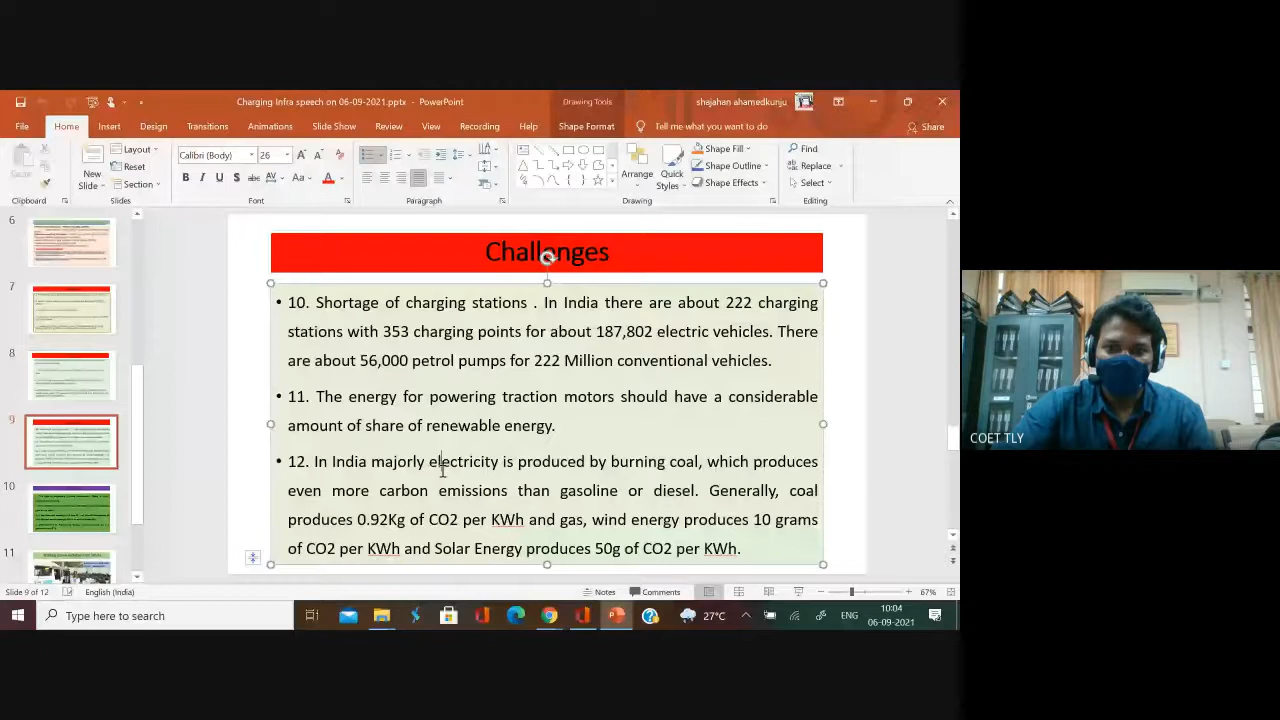 Charging Infra speech on 06-09-2021.pptx - PowerPoint
Drawing Tools
shajahan ahamedkunju
File Home Insert Design Transitions Animations Slide Show Review View Recording Help Shape Format Tell me what you want to do Share
Paste
New Slide
Layout
Reset
Section
Calibri (Body) 26
Arrange
Quick Styles
Shape Fill
Shape Outline
Shape Effects
Find
Replace
Select
Clipboard Slides Font Paragraph Drawing Editing
6
7
8
9
10
11
Challenges
• 10. Shortage of charging stations . In India there are about 222 charging
stations with 353 charging points for about 187,802 electric vehicles. There
are about 56,000 petrol pumps for 222 Million conventional vehicles.
• 11. The energy for powering traction motors should have a considerable
amount of share of renewable energy.
• 12. In India majorly electricity is produced by burning coal, which produces
even more carbon emissions than gasoline or diesel. Generally, coal
produces 0.92Kg of CO2 per KWh and gas, wind energy produces 10 grams
of CO2 per KWh and Solar Energy produces 50g of CO2 per KWh.
COET TLY
Slide 9 of 12 English (India) Notes Comments 67%
Type here to search
27°C ENG 10:04
06-09-2021